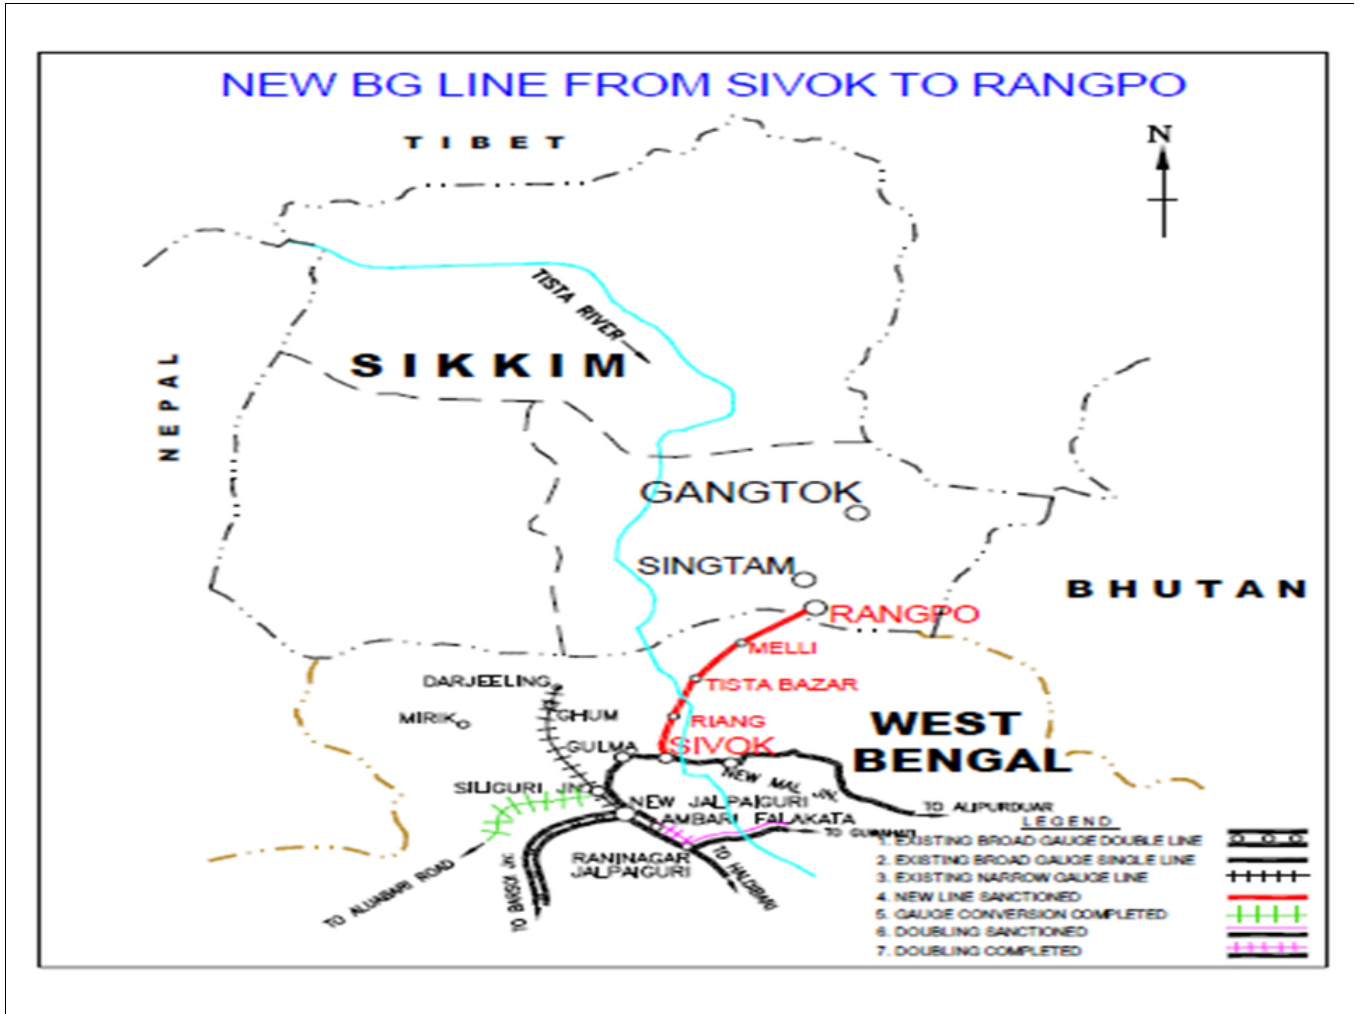 NEW BG LINE FROM SIVOK TO RANGPO
TIBET
N
TISTA RIVER
SIKKIM
NEPAL
GANGTOK
SINGTAM
BHUTAN
RANGPO
MELLI
DARJEELING
TISTA BAZAR
MIRIK
GHUM
RIANG
WEST
BENGAL
GULMA
SIVOK
NEW MAL JN.
SILIGURI JN
NEW JALPAIGURI
TO ALIPURDUAR
AMBARI FALAKATA
TO GUWAHATI
RANINAGAR
JALPAIGURI
TO HALDIBARI
TO ALUABARI ROAD
TO BARSOI JN.
LEGEND
1. EXISTING BROAD GAUGE DOUBLE LINE
2. EXISTING BROAD GAUGE SINGLE LINE
3. EXISTING NARROW GAUGE LINE
4. NEW LINE SANCTIONED
5. GAUGE CONVERSION COMPLETED
6. DOUBLING SANCTIONED
7. DOUBLING COMPLETED